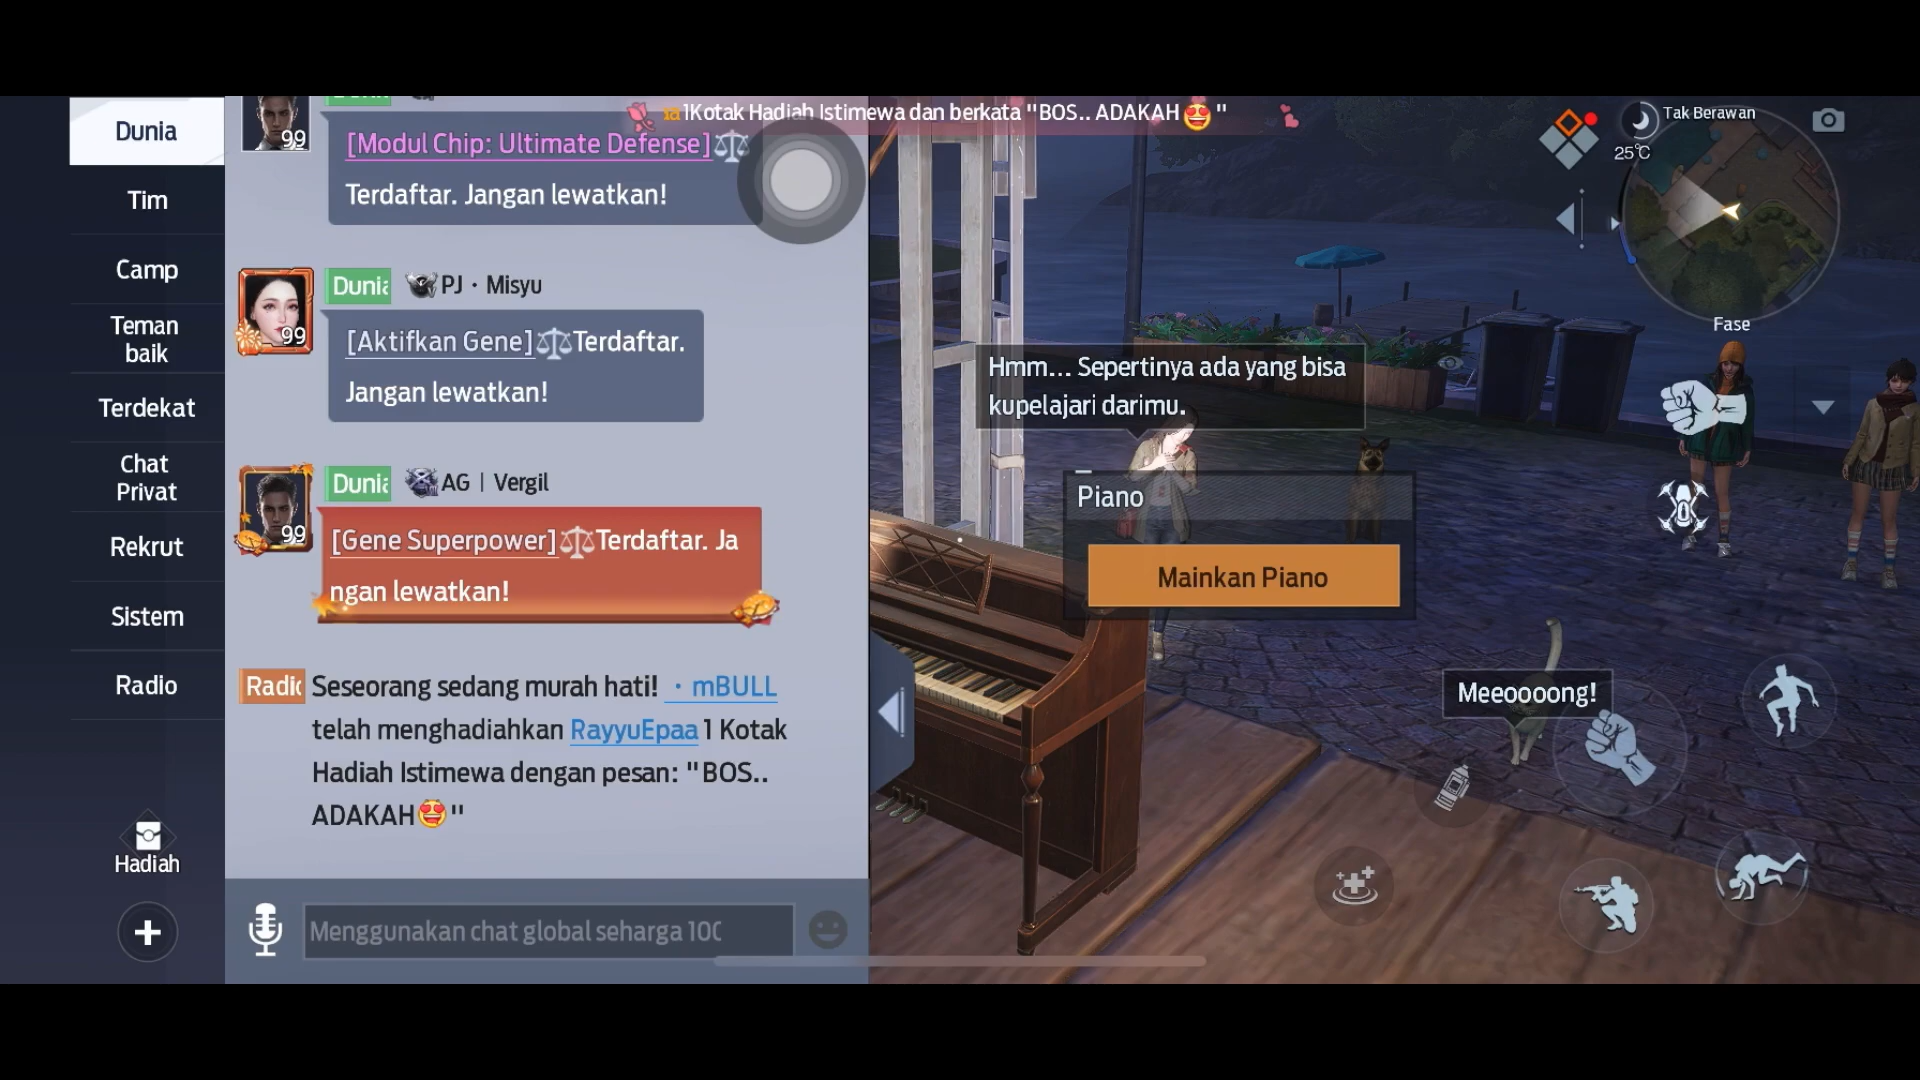 Dunia
Tim
Camp
Teman
baik
Terdekat
Chat
Privat
Rekrut
Sistem
Radio
Hadiah
99
[Modul Chip: Ultimate Defense]
Terdaftar. Jangan lewatkan!
Dunia
PJ · Misyu
99
[Aktifkan Gene] Terdaftar.
Jangan lewatkan!
Dunia
AG | Vergil
99
[Gene Superpower] Terdaftar. Ja
ngan lewatkan!
Radio
Seseorang sedang murah hati! · mBULL
telah menghadiahkan RayyuEpaa 1 Kotak
Hadiah Istimewa dengan pesan: "BOS..
ADAKAH😍"
Menggunakan chat global seharga 100
1Kotak Hadiah Istimewa dan berkata "BOS.. ADAKAH😍"
Tak Berawan
25℃
Fase
Hmm... Sepertinya ada yang bisa
kupelajari darimu.
Piano
Mainkan Piano
Meeoooong!